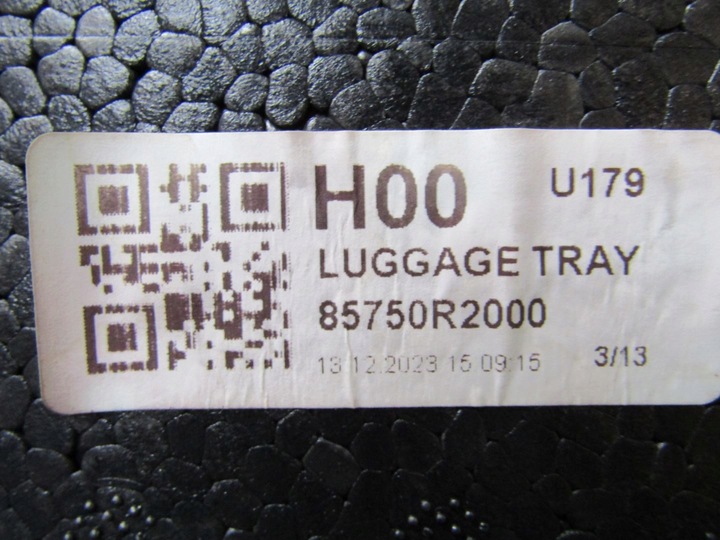 H00 U179
LUGGAGE TRAY
85750R2000
13.12.2023 15:09:15 3/13